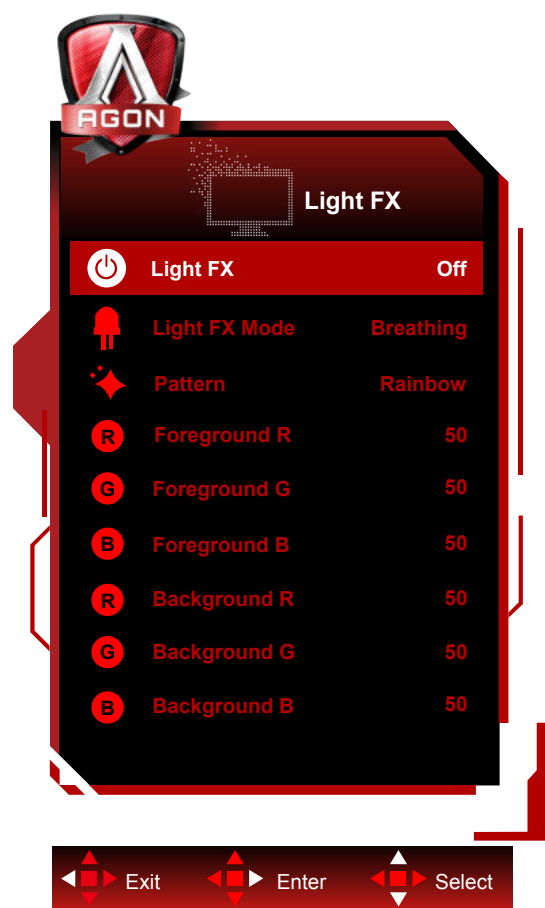 AGON
Light FX
Light FX Off
Light FX Mode Breathing
Pattern Rainbow
R Foreground R 50
G Foreground G 50
B Foreground B 50
R Background R 50
G Background G 50
B Background B 50
Exit Enter Select